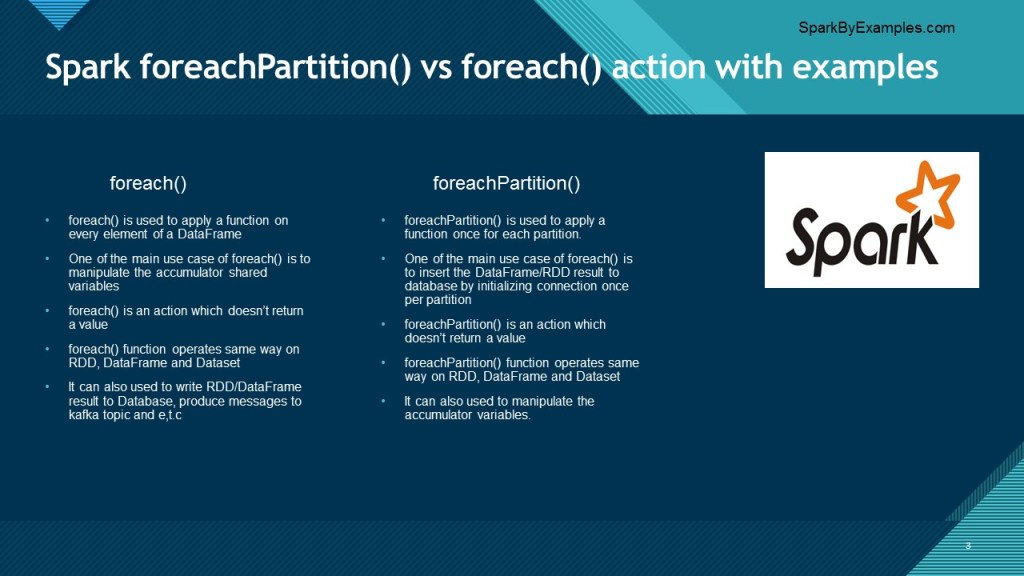 SparkByExamples.com
Spark foreachPartition() vs foreach() action with examples
foreach()
• foreach() is used to apply a function on
every element of a DataFrame
• One of the main use case of foreach() is to
manipulate the accumulator shared
variables
• foreach() is an action which doesn't return
a value
• foreach() function operates same way on
RDD, DataFrame and Dataset
• It can also used to write RDD/DataFrame
result to Database, produce messages to
kafka topic and e,t.c
foreachPartition()
• foreachPartition() is used to apply a
function once for each partition.
• One of the main use case of foreach() is
to insert the DataFrame/RDD result to
database by initializing connection once
per partition
• foreachPartition() is an action which
doesn't return a value
• foreachPartition() function operates same
way on RDD, DataFrame and Dataset
• It can also used to manipulate the
accumulator variables.
Spark
3